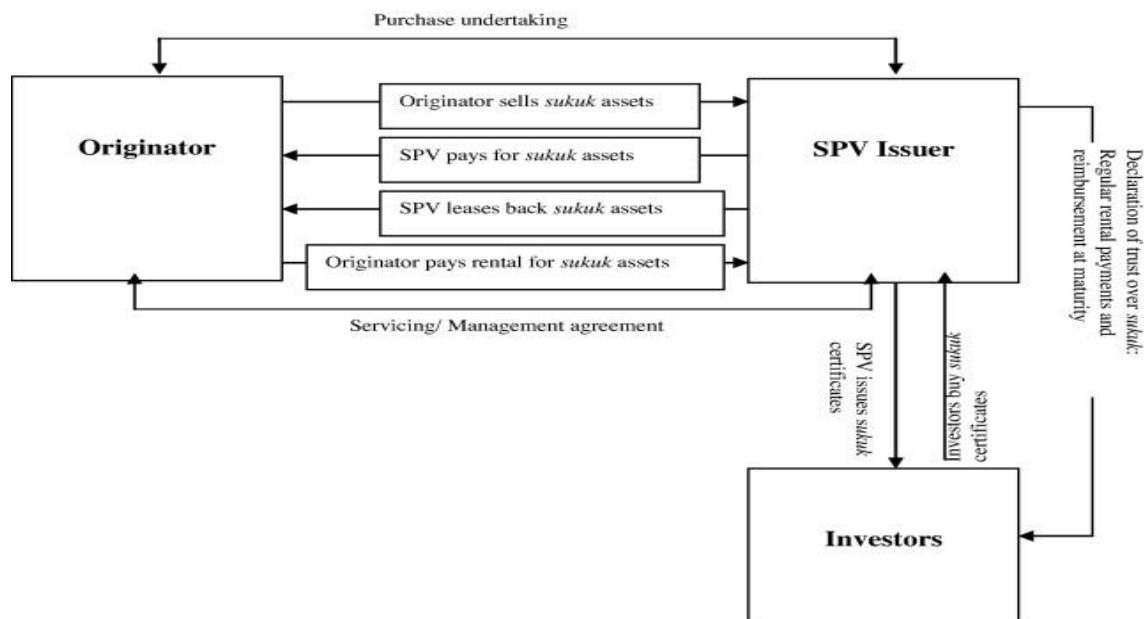 Purchase undertaking
Originator
Originator sells sukuk assets
SPV pays for sukuk assets
SPV leases back sukuk assets
Originator pays rental for sukuk assets
SPV Issuer
Servicing/ Management agreement
SPV issues sukuk
certificates
Investors buy sukuk
certificates
Declaration of trust over sukuk:
Regular rental payments and
reimbursement at maturity
Investors